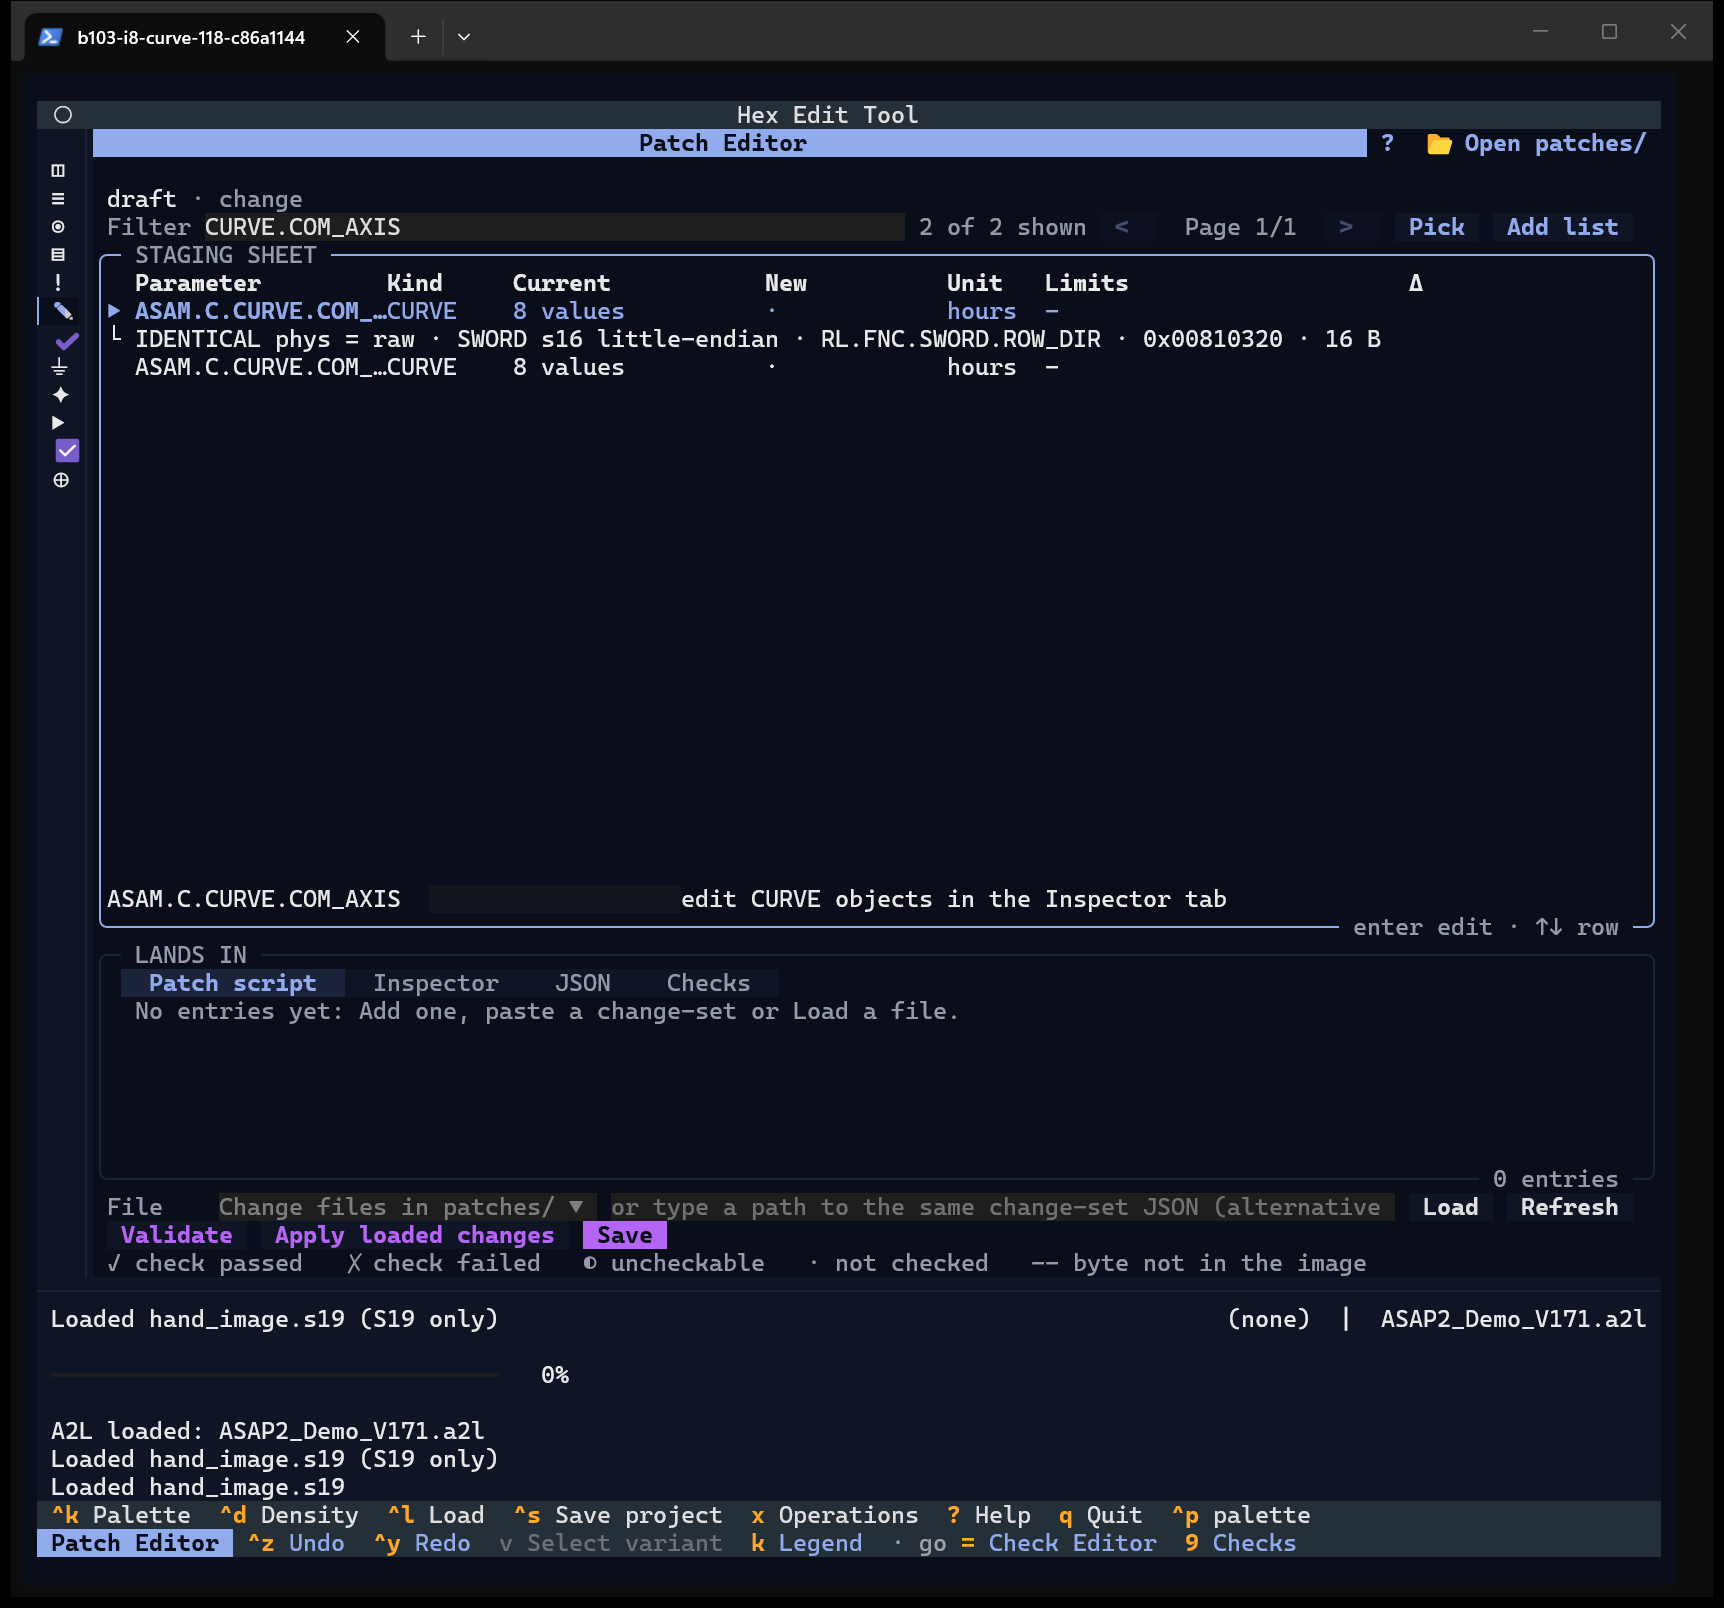 b103-i8-curve-118-c86a1144
Hex Edit Tool
Patch Editor ? Open patches/
draft · change
Filter CURVE.COM_AXIS 2 of 2 shown < Page 1/1 > Pick Add list
STAGING SHEET
Parameter Kind Current New Unit Limits Δ
▶ ASAM.C.CURVE.COM_…CURVE 8 values · hours –
└ IDENTICAL phys = raw · SWORD s16 little-endian · RL.FNC.SWORD.ROW_DIR · 0x00810320 · 16 B
ASAM.C.CURVE.COM_…CURVE 8 values · hours –
ASAM.C.CURVE.COM_AXIS edit CURVE objects in the Inspector tab
enter edit · ↑↓ row
LANDS IN
Patch script Inspector JSON Checks
No entries yet: Add one, paste a change-set or Load a file.
0 entries
File Change files in patches/ ▼ or type a path to the same change-set JSON (alternative Load Refresh
Validate Apply loaded changes Save
√ check passed ╳ check failed ◐ uncheckable · not checked -- byte not in the image
Loaded hand_image.s19 (S19 only) (none) | ASAP2_Demo_V171.a2l
0%
A2L loaded: ASAP2_Demo_V171.a2l
Loaded hand_image.s19 (S19 only)
Loaded hand_image.s19
^k Palette ^d Density ^l Load ^s Save project x Operations ? Help q Quit ^p palette
Patch Editor ^z Undo ^y Redo v Select variant k Legend · go = Check Editor 9 Checks